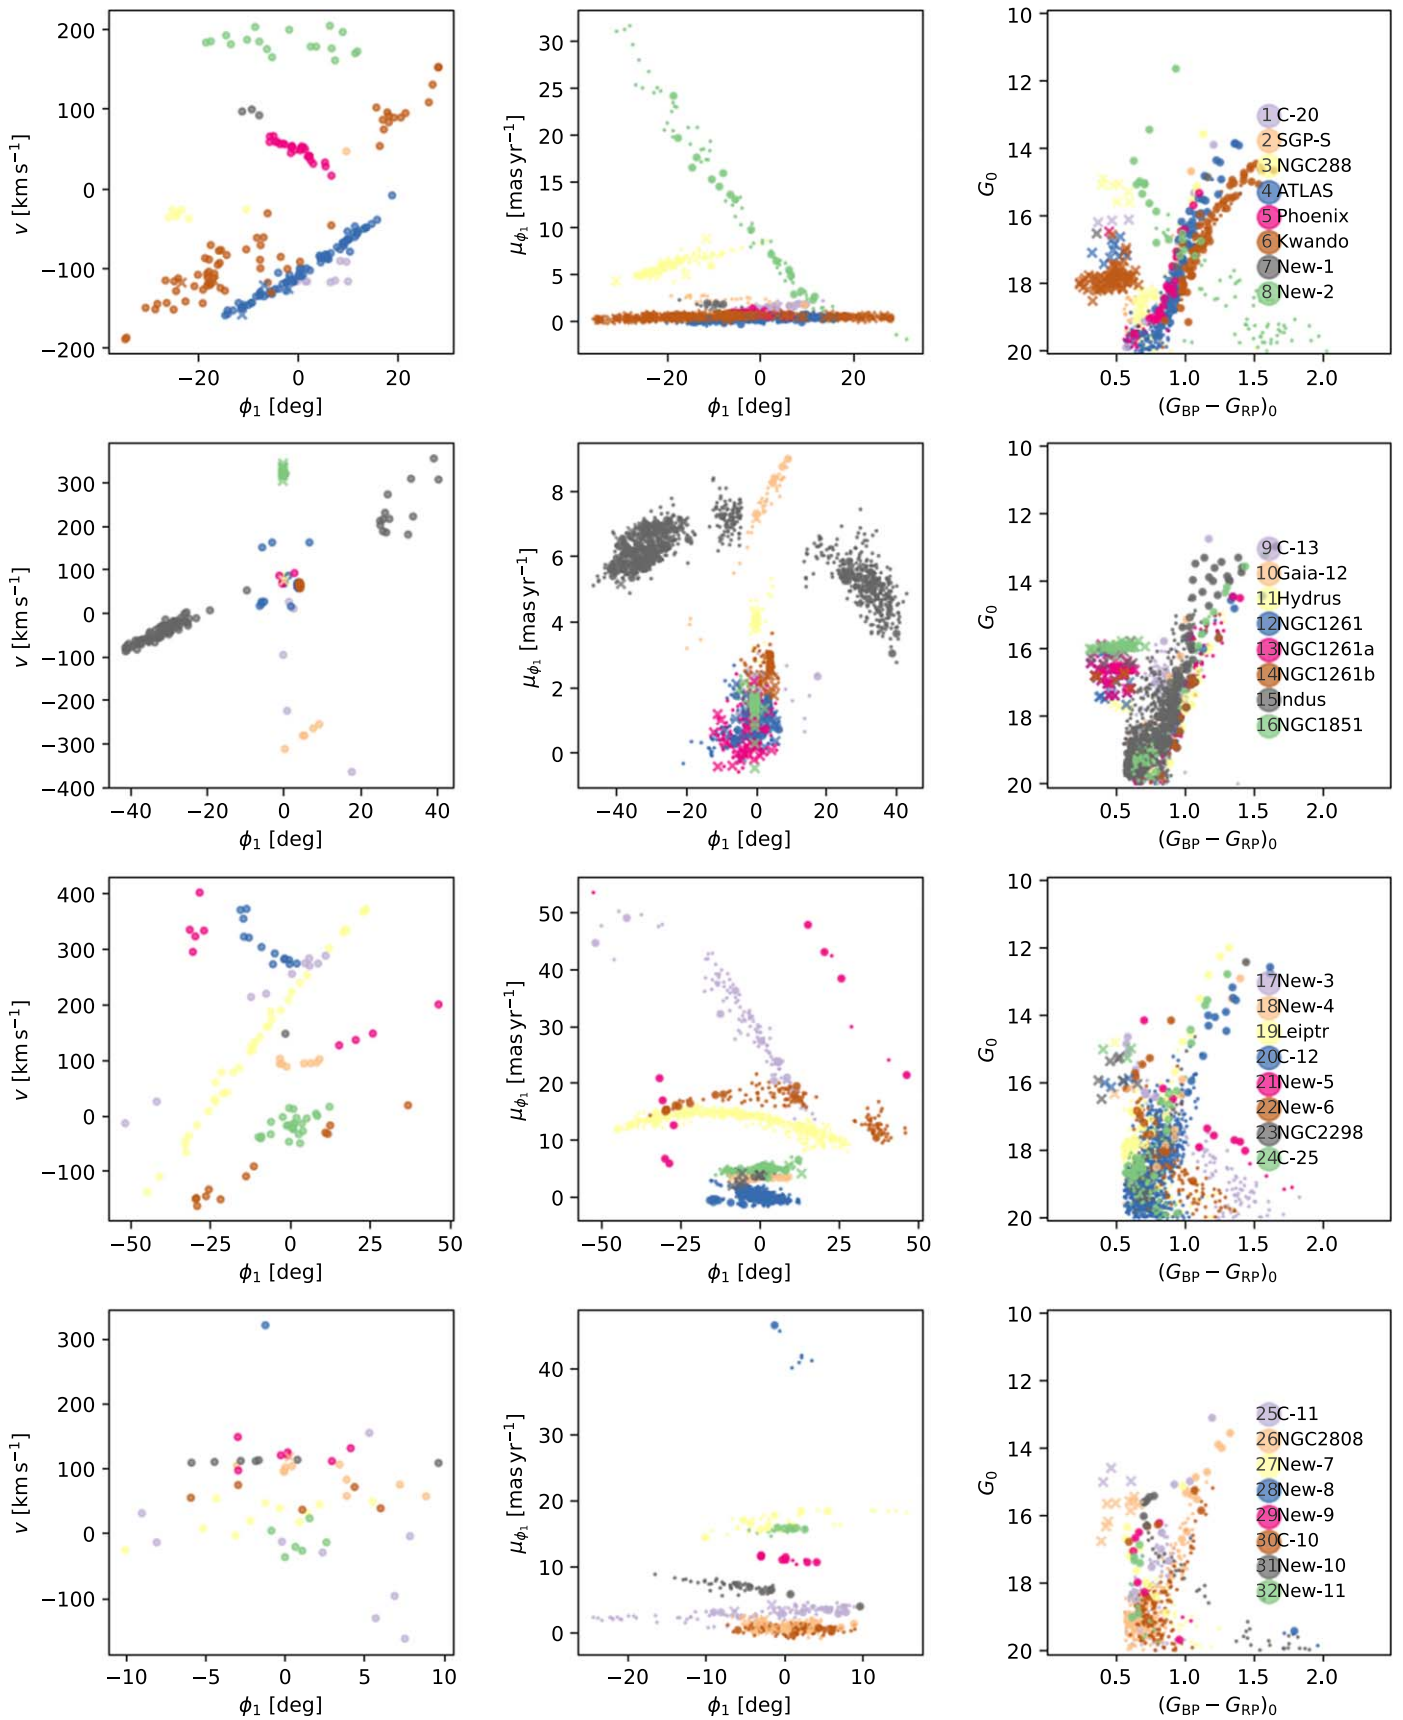 200
100
0
−100
−200
v [km s⁻¹]
−20
0
20
ϕ₁ [deg]
30
25
20
15
10
5
0
μϕ₁ [mas yr⁻¹]
−20
0
20
ϕ₁ [deg]
10
12
14
16
18
20
G₀
0.5
1.0
1.5
2.0
(G_BP − G_RP)₀
1 C-20
2 SGP-S
3 NGC288
4 ATLAS
5 Phoenix
6 Kwando
7 New-1
8 New-2
300
200
100
0
−100
−200
−300
−400
v [km s⁻¹]
−40
−20
0
20
40
ϕ₁ [deg]
8
6
4
2
0
μϕ₁ [mas yr⁻¹]
−40
−20
0
20
40
ϕ₁ [deg]
10
12
14
16
18
20
G₀
0.5
1.0
1.5
2.0
(G_BP − G_RP)₀
9 C-13
10 Gaia-12
11 Hydrus
12 NGC1261
13 NGC1261a
14 NGC1261b
15 Indus
16 NGC1851
400
300
200
100
0
−100
v [km s⁻¹]
−50
−25
0
25
50
ϕ₁ [deg]
50
40
30
20
10
0
μϕ₁ [mas yr⁻¹]
−50
−25
0
25
50
ϕ₁ [deg]
10
12
14
16
18
20
G₀
0.5
1.0
1.5
2.0
(G_BP − G_RP)₀
17 New-3
18 New-4
19 Leiptr
20 C-12
21 New-5
22 New-6
23 NGC2298
24 C-25
300
200
100
0
−100
v [km s⁻¹]
−10
−5
0
5
10
ϕ₁ [deg]
40
30
20
10
0
μϕ₁ [mas yr⁻¹]
−20
−10
0
10
ϕ₁ [deg]
10
12
14
16
18
20
G₀
0.5
1.0
1.5
2.0
(G_BP − G_RP)₀
25 C-11
26 NGC2808
27 New-7
28 New-8
29 New-9
30 C-10
31 New-10
32 New-11